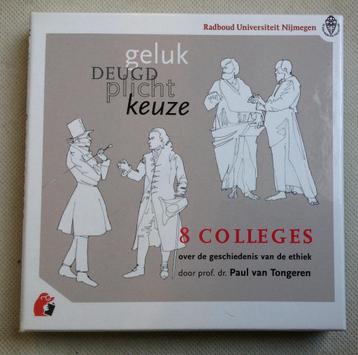 Radboud Universiteit Nijmegen
geluk
DEUGD
plicht
keuze
8 COLLEGES
over de geschiedenis van de ethiek
door prof. dr. Paul van Tongeren